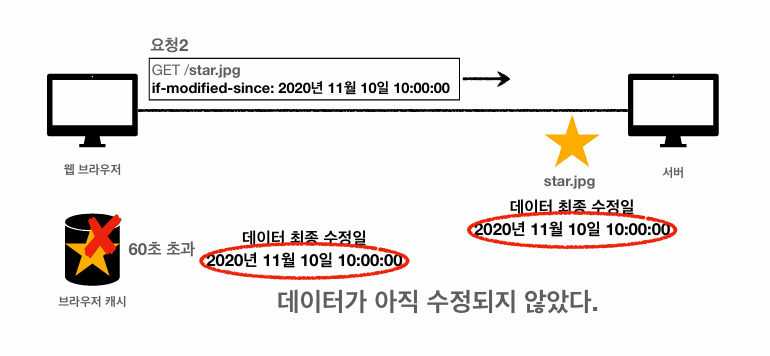 요청2
GET /star.jpg
if-modified-since: 2020년 11월 10일 10:00:00
웹 브라우저
star.jpg
서버
데이터 최종 수정일
2020년 11월 10일 10:00:00
60초 초과
데이터 최종 수정일
2020년 11월 10일 10:00:00
브라우저 캐시
데이터가 아직 수정되지 않았다.